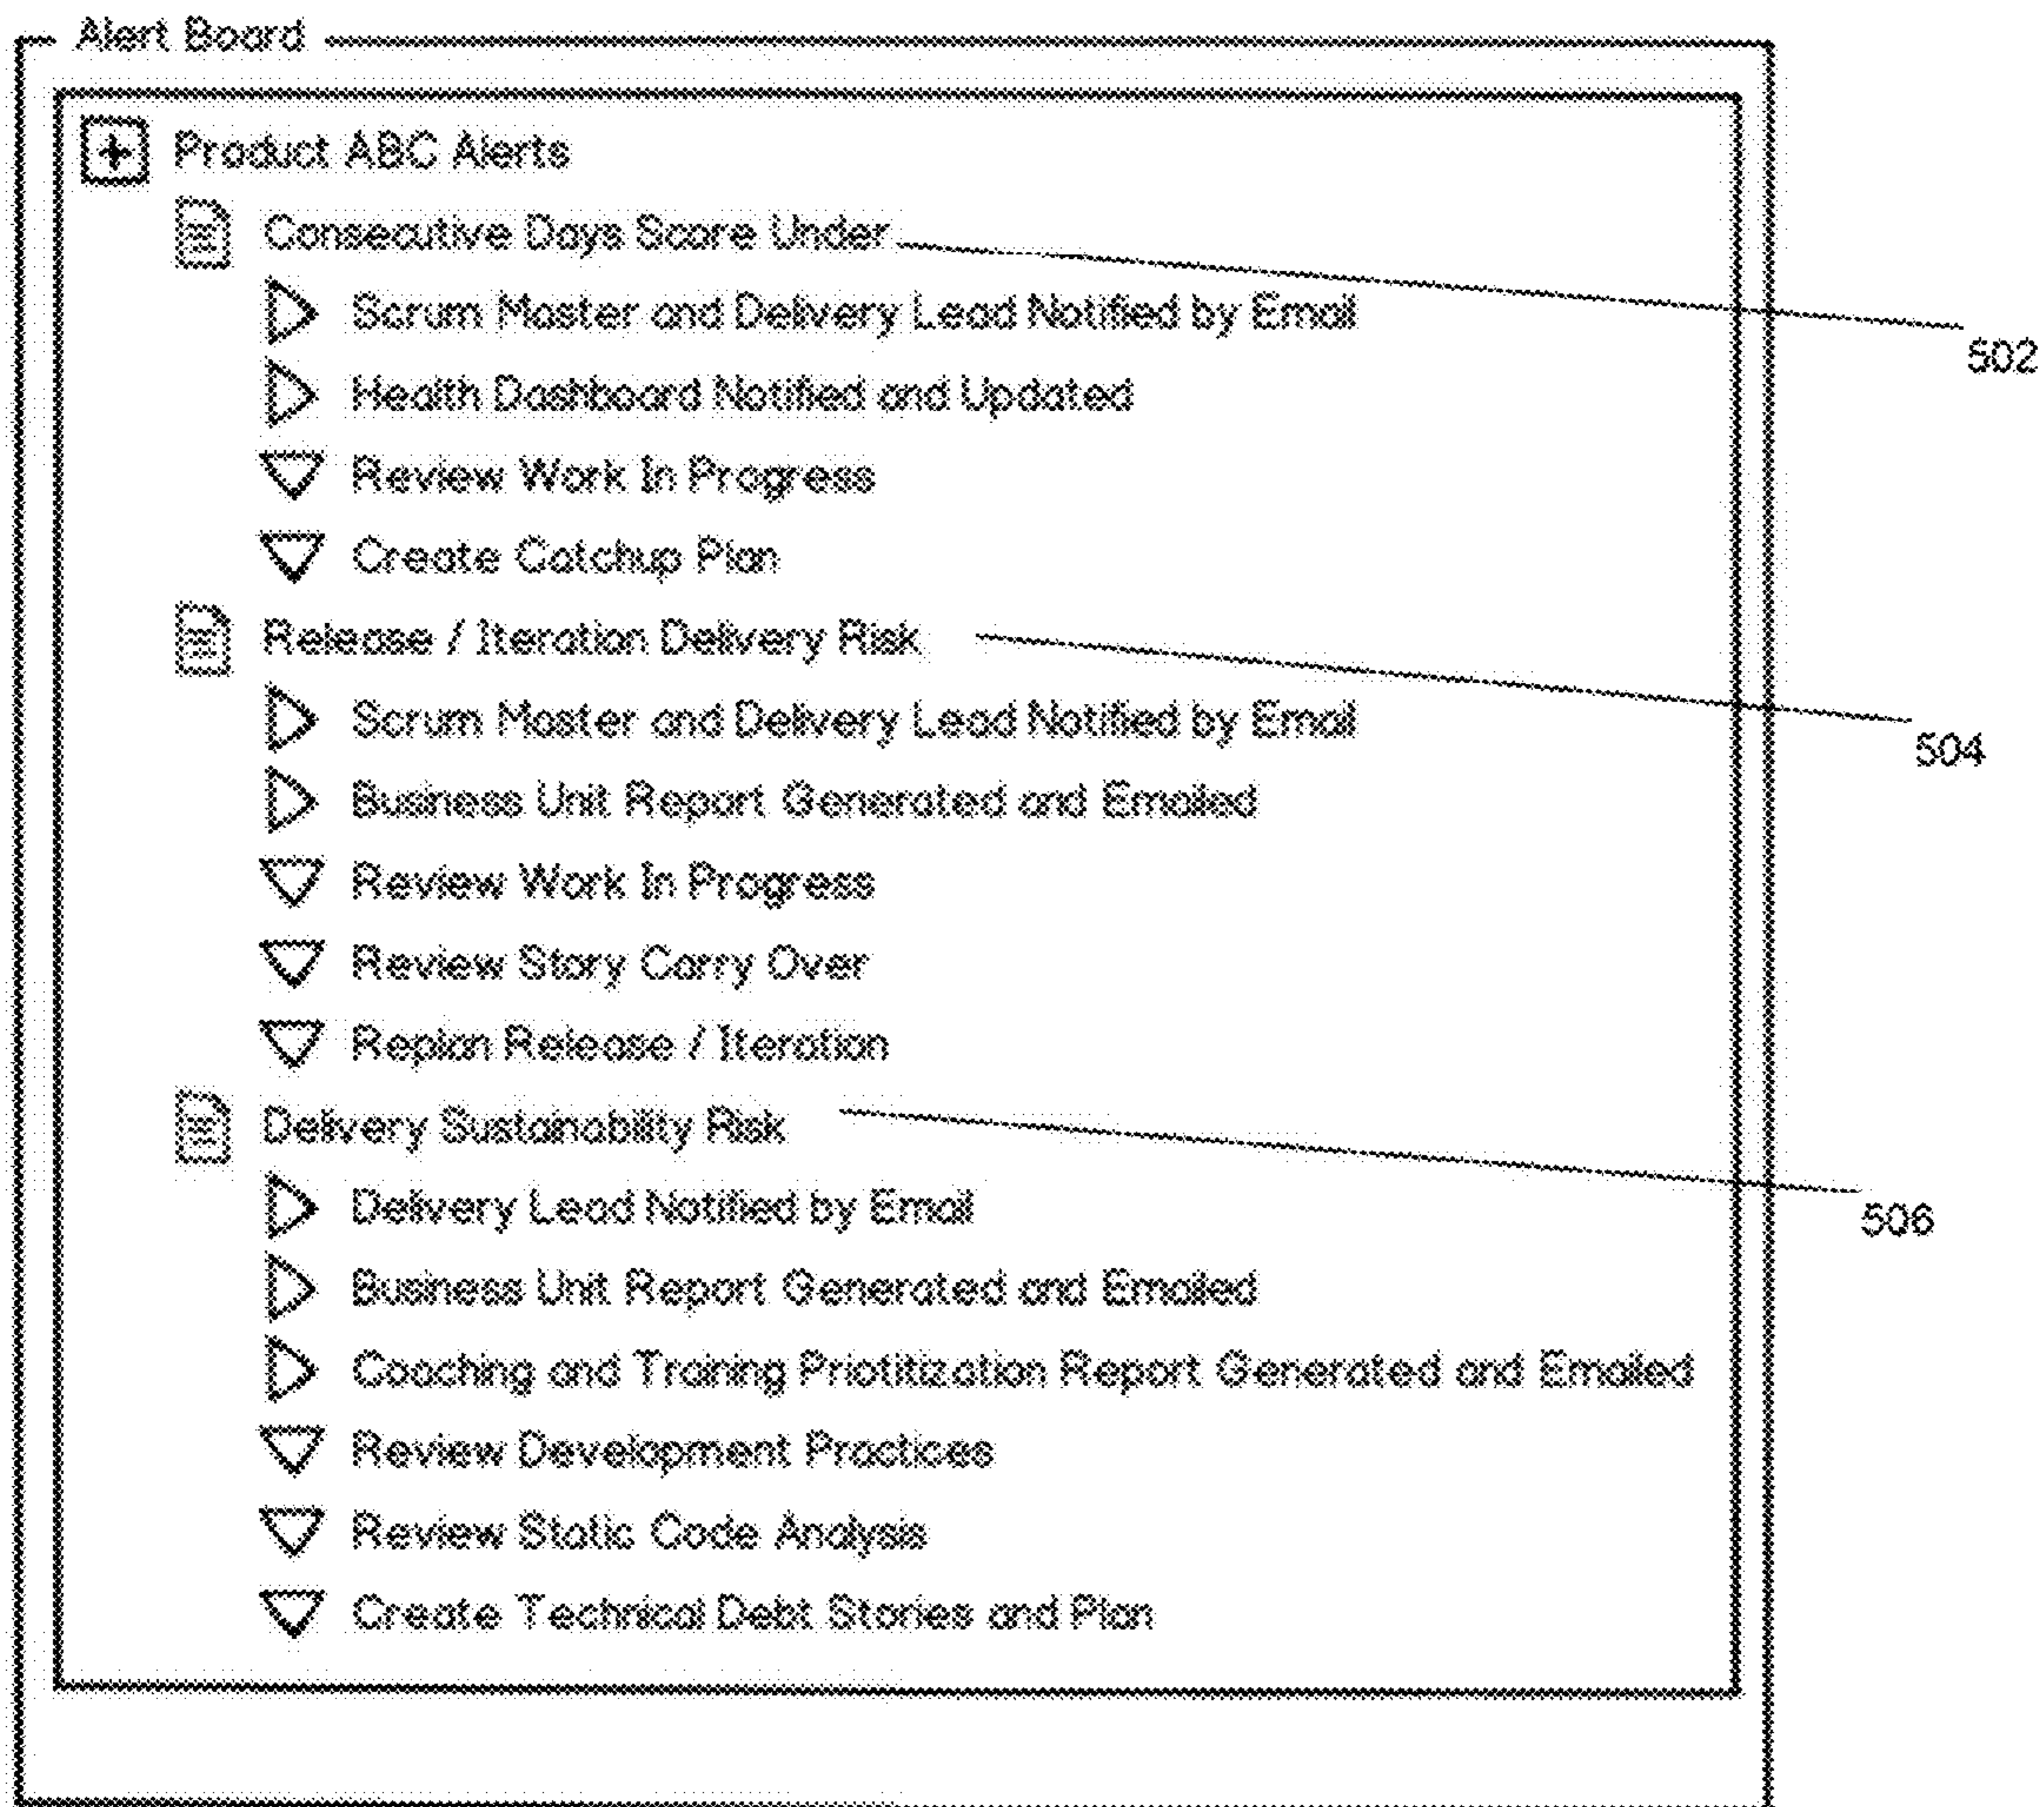 Alert Board
Product ABC Alerts
Consecutive Days Score Under
Scrum Master and Delivery Lead Notified by Email
502
Health Dashboard Notified and Updated
Review Work In Progress
Create Catchup Plan
Release / Iteration Delivery Risk
Scrum Master and Delivery Lead Notified by Email
504
Business Unit Report Generated and Emailed
Review Work In Progress
Review Story Carry Over
Replan Release / Iteration
Delivery Sustainability Risk
Delivery Lead Notified by Email
506
Business Unit Report Generated and Emailed
Coaching and Training Priotitization Report Generated and Emailed
Review Development Practices
Review Static Code Analysis
Create Technical Debt Stories and Plan